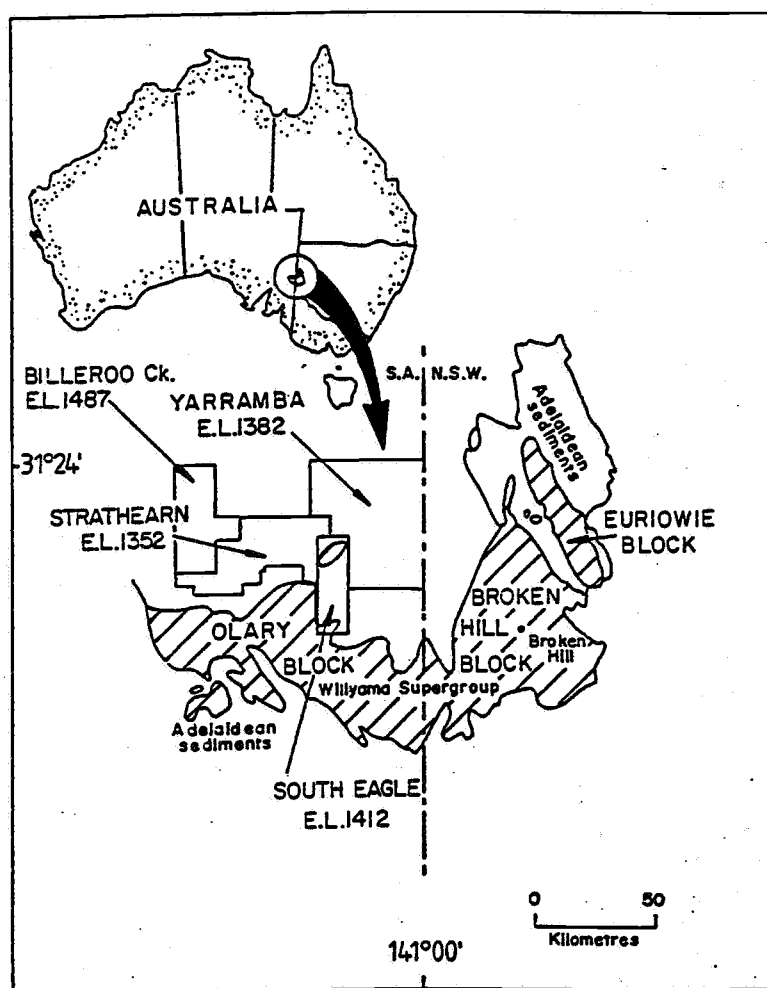 AUSTRALIA
S.A. N.S.W.
BILLEROO Ck.
E.L.1487
YARRAMBA
E.L.1382
31°24'
STRATHEARN
E.L.1352
Adelaidean
sediments
EURIOWIE
BLOCK
BROKEN
HILL
BLOCK
Broken
Hill
OLARY
BLOCK
Willyama Supergroup
Adelaidean
sediments
SOUTH EAGLE
E.L.1412
0 50
Kilometres
141°00'